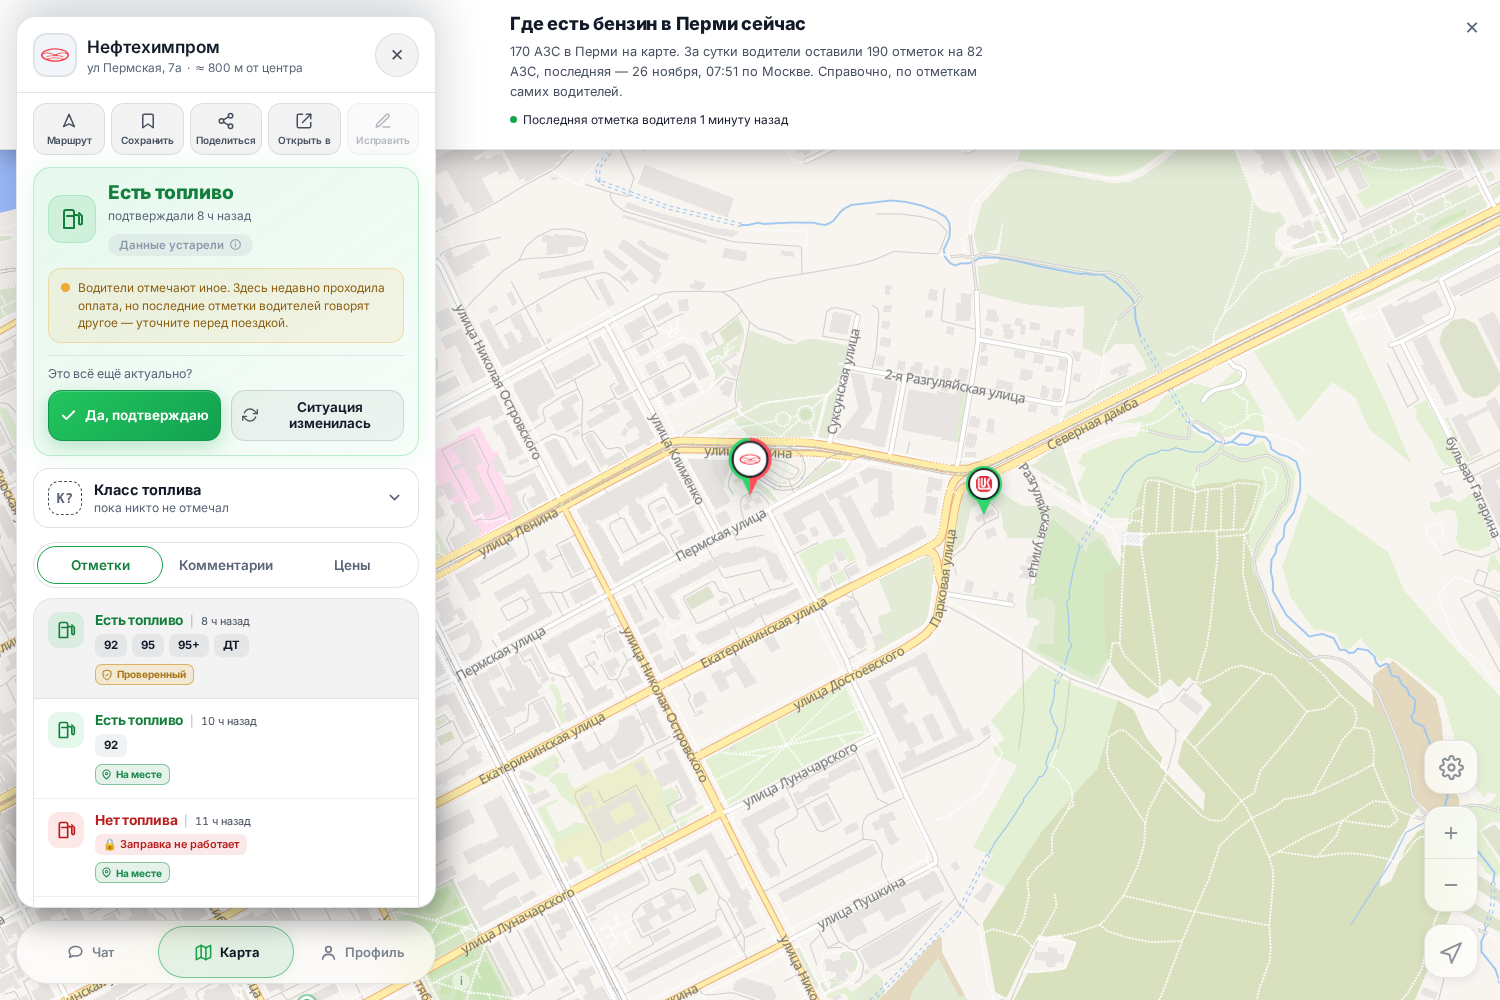 Нефтехимпром
ул Пермская, 7а · ≈ 800 м от центра
Маршрут
Сохранить
Поделиться
Открыть в
Исправить
Есть топливо
подтверждали 8 ч назад
Данные устарели
Водители отмечают иное. Здесь недавно проходила
оплата, но последние отметки водителей говорят
другое — уточните перед поездкой.
Это всё ещё актуально?
Да, подтверждаю
Ситуация
изменилась
K?
Класс топлива
пока никто не отмечал
Отметки
Комментарии
Цены
Есть топливо | 8 ч назад
92 95 95+ ДТ
Проверенный
Есть топливо | 10 ч назад
92
На месте
Нет топлива | 11 ч назад
🔒 Заправка не работает
На месте
Чат
Карта
Профиль
Где есть бензин в Перми сейчас
170 АЗС в Перми на карте. За сутки водители оставили 190 отметок на 82
АЗС, последняя — 26 ноября, 07:51 по Москве. Справочно, по отметкам
самих водителей.
Последняя отметка водителя 1 минуту назад
улица Николая Островского
улица Клименко
Суксунская улица
2-я Разгуляйская улица
Северная дамба
бульвар Гагарина
Разгуляйская улица
улица Ленина
Пермская улица
Парковая улица
Пермская улица
Екатерининская улица
улица Николая Островского
улица Достоевского
Екатерининская улица
улица Луначарского
улица Луначарского
улица Пушкина
улица Николая Островского